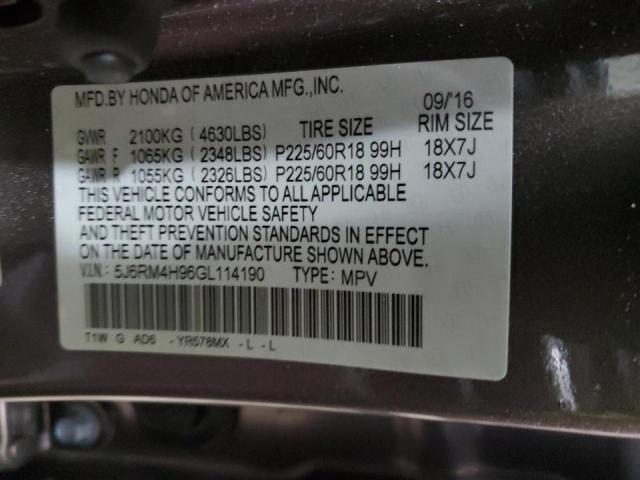 MFD.BY HONDA OF AMERICA MFG.,INC. 09/'16
GVWR 2100KG ( 4630LBS) TIRE SIZE RIM SIZE
GAWR F 1065KG ( 2348LBS) P225/60R18 99H 18X7J
GAWR R 1055KG ( 2326LBS) P225/60R18 99H 18X7J
THIS VEHICLE CONFORMS TO ALL APPLICABLE
FEDERAL MOTOR VEHICLE SAFETY
AND THEFT PREVENTION STANDARDS IN EFFECT
ON THE DATE OF MANUFACTURE SHOWN ABOVE.
V.I.N.: 5J6RM4H96GL114190 TYPE: MPV
T1W G AD6 -YR578MX -L -L